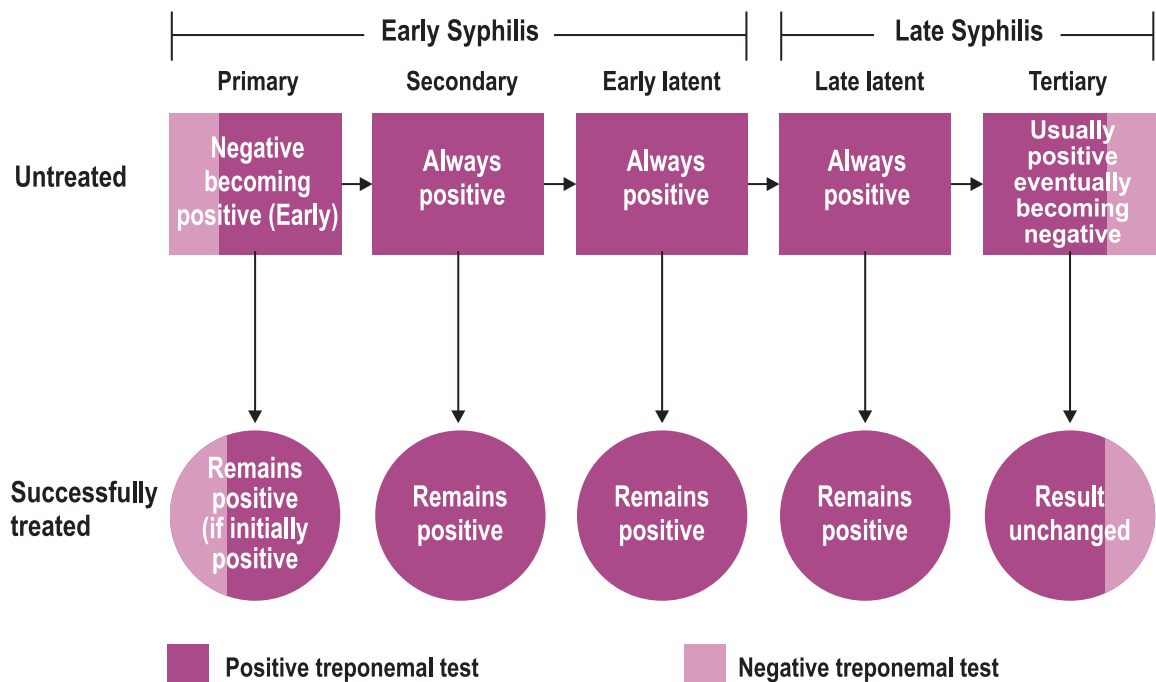 Early Syphilis
Late Syphilis
Primary
Secondary
Early latent
Late latent
Tertiary
Untreated
Negative
becoming
positive (Early)
Always
positive
Always
positive
Always
positive
Usually
positive
eventually
becoming
negative
Successfully
treated
Remains
positive
(if initially
positive
Remains
positive
Remains
positive
Remains
positive
Result
unchanged
Positive treponemal test
Negative treponemal test